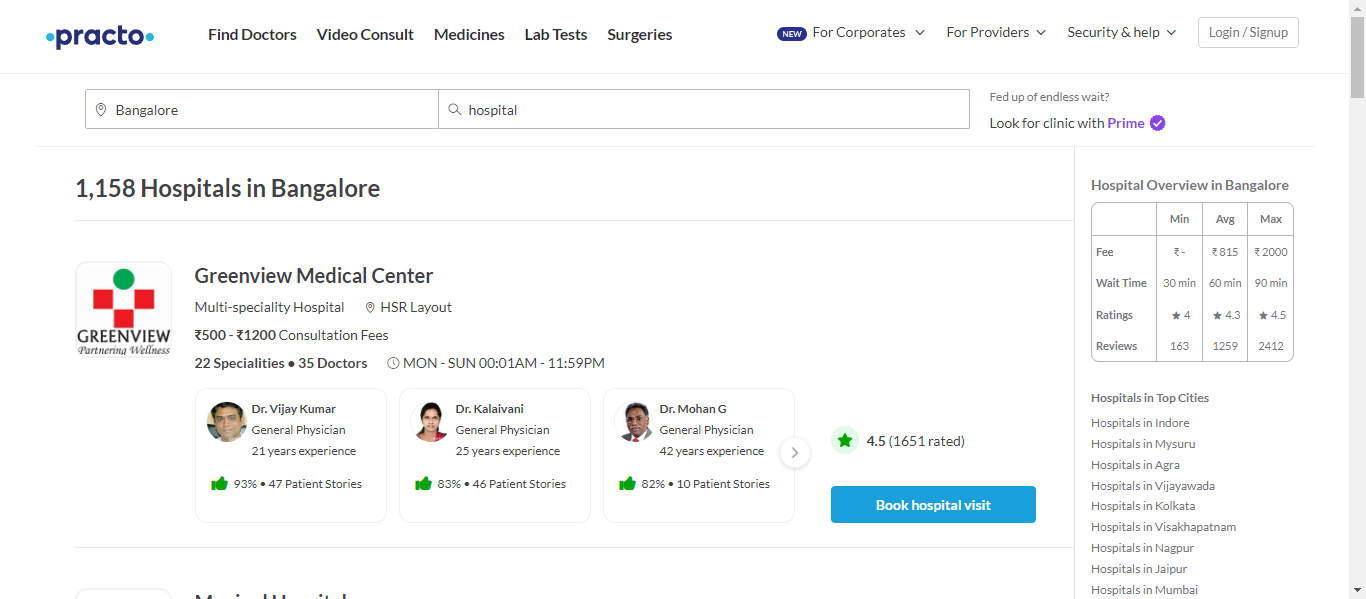 practo
Find Doctors Video Consult Medicines Lab Tests Surgeries
NEW For Corporates For Providers Security & help Login / Signup
Bangalore hospital
Fed up of endless wait?
Look for clinic with Prime
1,158 Hospitals in Bangalore
GREENVIEW
Partnering Wellness
Greenview Medical Center
Multi-speciality Hospital HSR Layout
₹500 - ₹1200 Consultation Fees
22 Specialities • 35 Doctors MON - SUN 00:01AM - 11:59PM
Dr. Vijay Kumar
General Physician
21 years experience
93% • 47 Patient Stories
Dr. Kalaivani
General Physician
25 years experience
83% • 46 Patient Stories
Dr. Mohan G
General Physician
42 years experience
82% • 10 Patient Stories
4.5 (1651 rated)
Book hospital visit
Hospital Overview in Bangalore
Min Avg Max
Fee ₹ - ₹ 815 ₹ 2000
Wait Time 30 min 60 min 90 min
Ratings ★ 4 ★ 4.3 ★ 4.5
Reviews 163 1259 2412
Hospitals in Top Cities
Hospitals in Indore
Hospitals in Mysuru
Hospitals in Agra
Hospitals in Vijayawada
Hospitals in Kolkata
Hospitals in Visakhapatnam
Hospitals in Nagpur
Hospitals in Jaipur
Hospitals in Mumbai